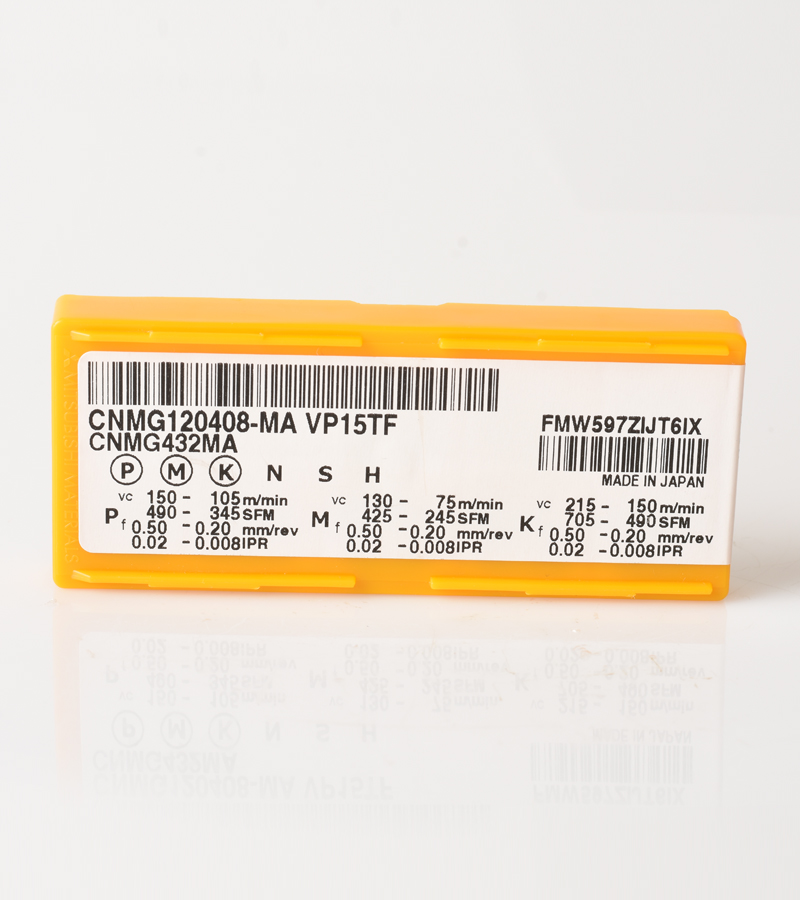 CNMG120408-MA VP15TF
CNMG432MA
FMW597ZIJT6IX
MADE IN JAPAN
P M K N S H
P vc 150 - 105 m/min
490 - 345 SFM
f 0.50 - 0.20 mm/rev
0.02 - 0.008 IPR
M vc 130 - 75 m/min
425 - 245 SFM
f 0.50 - 0.20 mm/rev
0.02 - 0.008 IPR
K vc 215 - 150 m/min
705 - 490 SFM
f 0.50 - 0.20 mm/rev
0.02 - 0.008 IPR